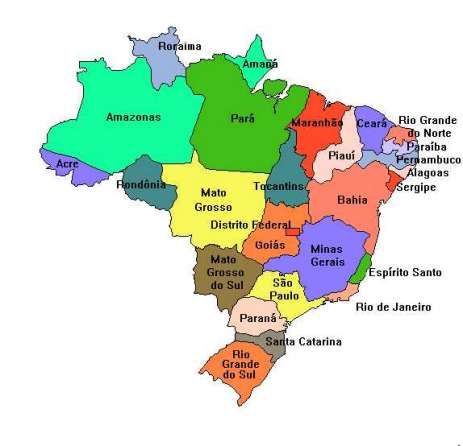 Roraima
Amapá
Amazonas
Pará
Maranhão
Ceará
Rio Grande
do Norte
Paraíba
Pernambuco
Piauí
Alagoas
Sergipe
Acre
Rondônia
Tocantins
Mato
Grosso
Bahia
Distrito Federal
Goiás
Minas
Gerais
Mato
Grosso
do Sul
Espírito Santo
São
Paulo
Rio de Janeiro
Paraná
Santa Catarina
Rio
Grande
do Sul